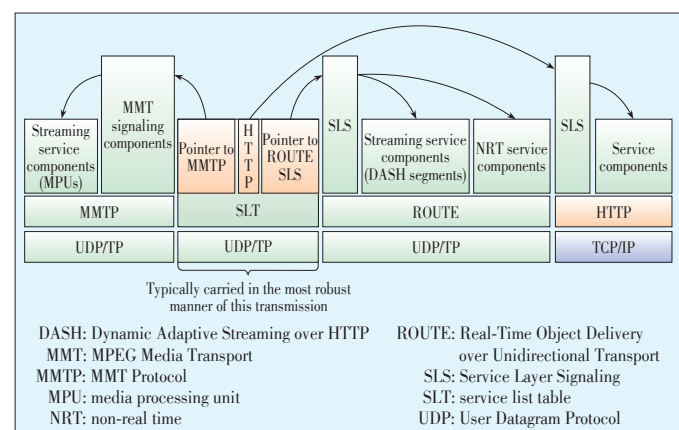 SLS
SLS
MMT
signaling
components
Streaming
service
components
(MPUs)
Pointer to
MMTP
H
T
T
P
Pointer to
ROUTE
SLS
Streaming service
components
(DASH segments)
NRT service
components
Service
components
MMTP
SLT
ROUTE
HTTP
UDP/TP
UDP/TP
UDP/TP
TCP/IP
Typically carried in the most robust
manner of this transmission
DASH: Dynamic Adaptive Streaming over HTTP
MMT: MPEG Media Transport
MMTP: MMT Protocol
MPU: media processing unit
NRT: non-real time
ROUTE: Real-Time Object Delivery
over Unidirectional Transport
SLS: Service Layer Signaling
SLT: service list table
UDP: User Datagram Protocol